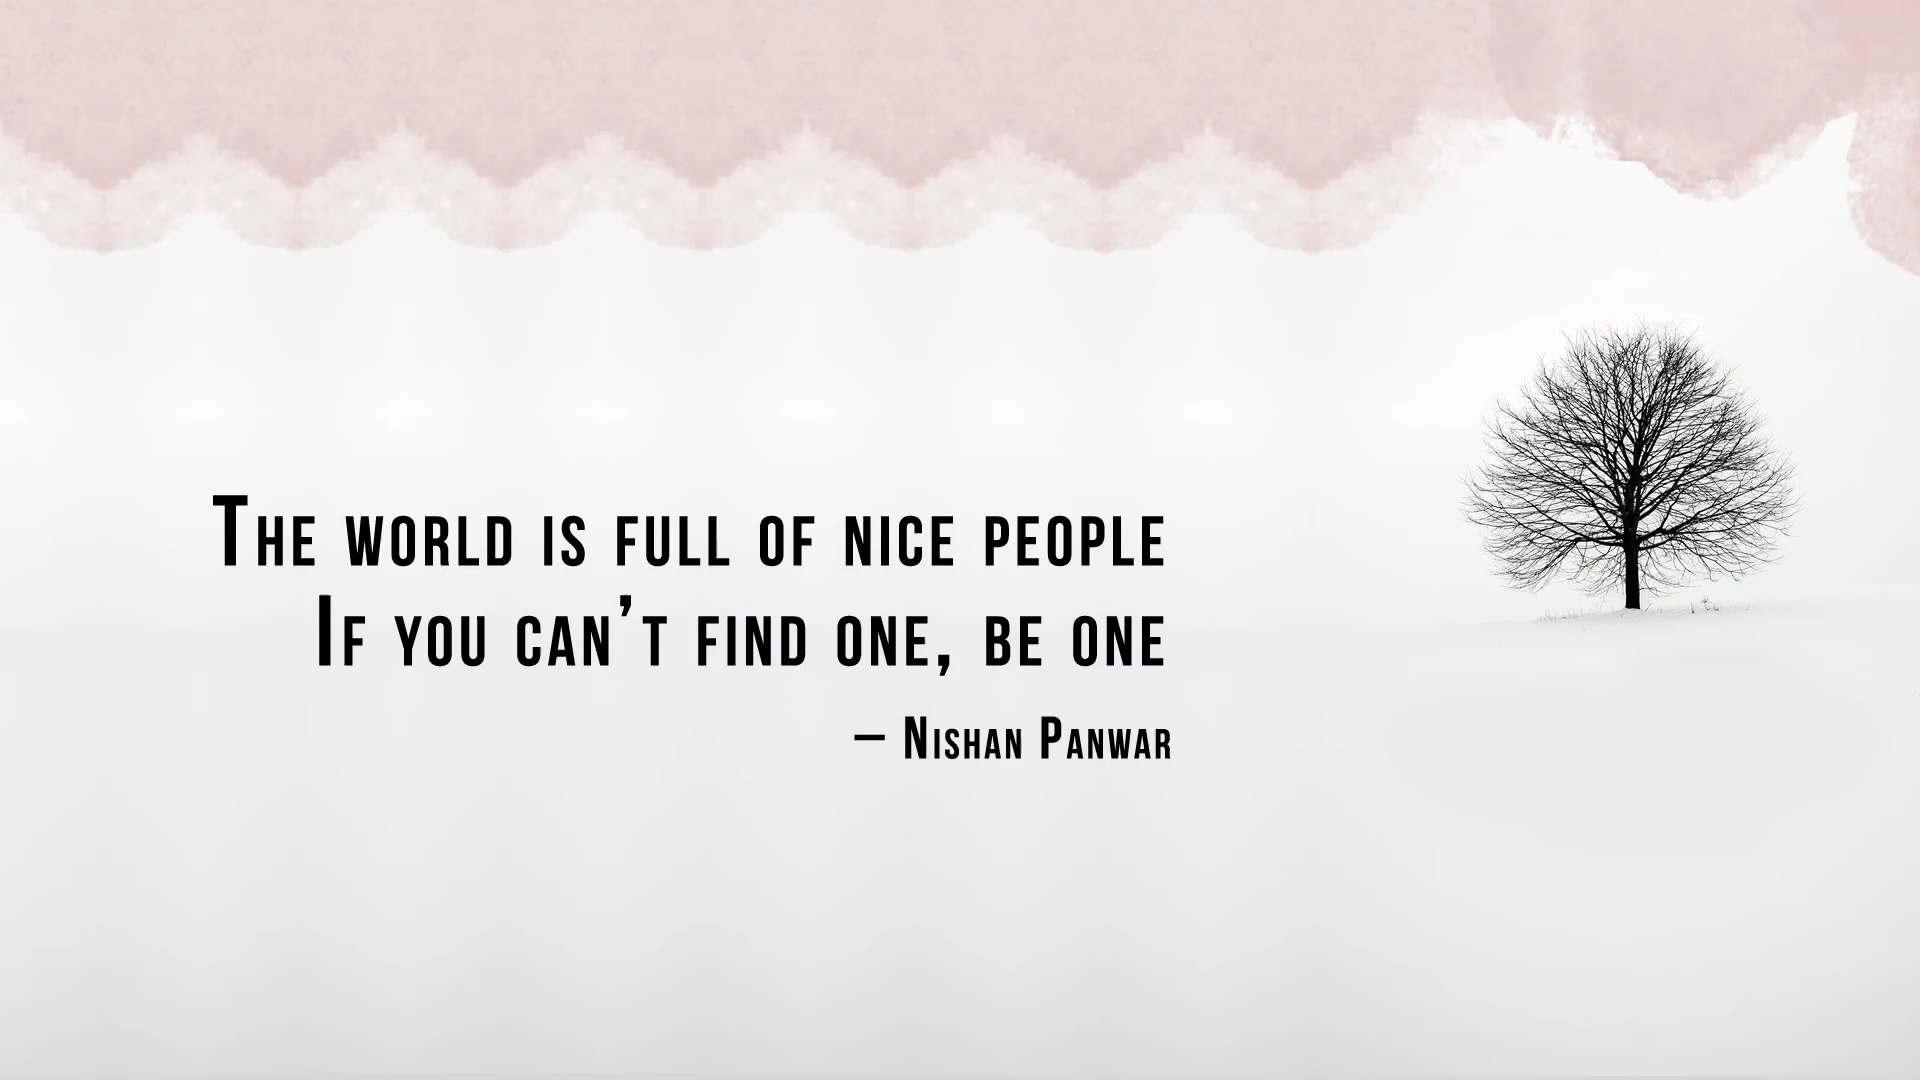 The world is full of nice people
If you can’t find one, be one
– Nishan Panwar